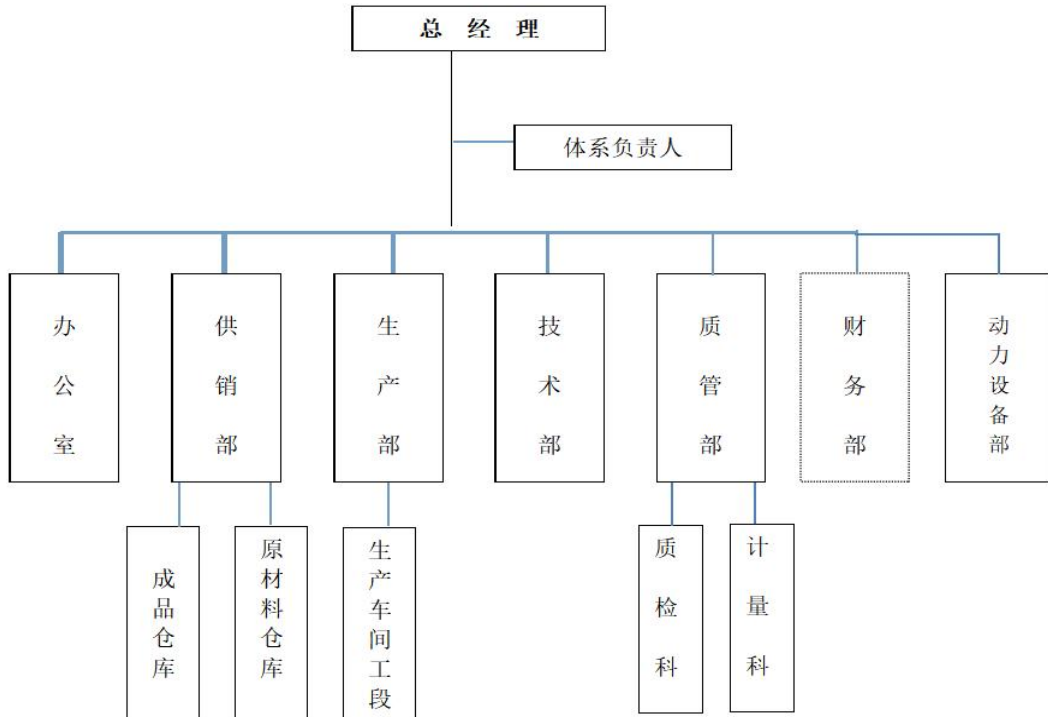 总 经 理
体系负责人
办公室
供销部
生产部
技术部
质管部
财务部
动力设备部
成品仓库
原材料仓库
生产车间工段
质检科
计量科